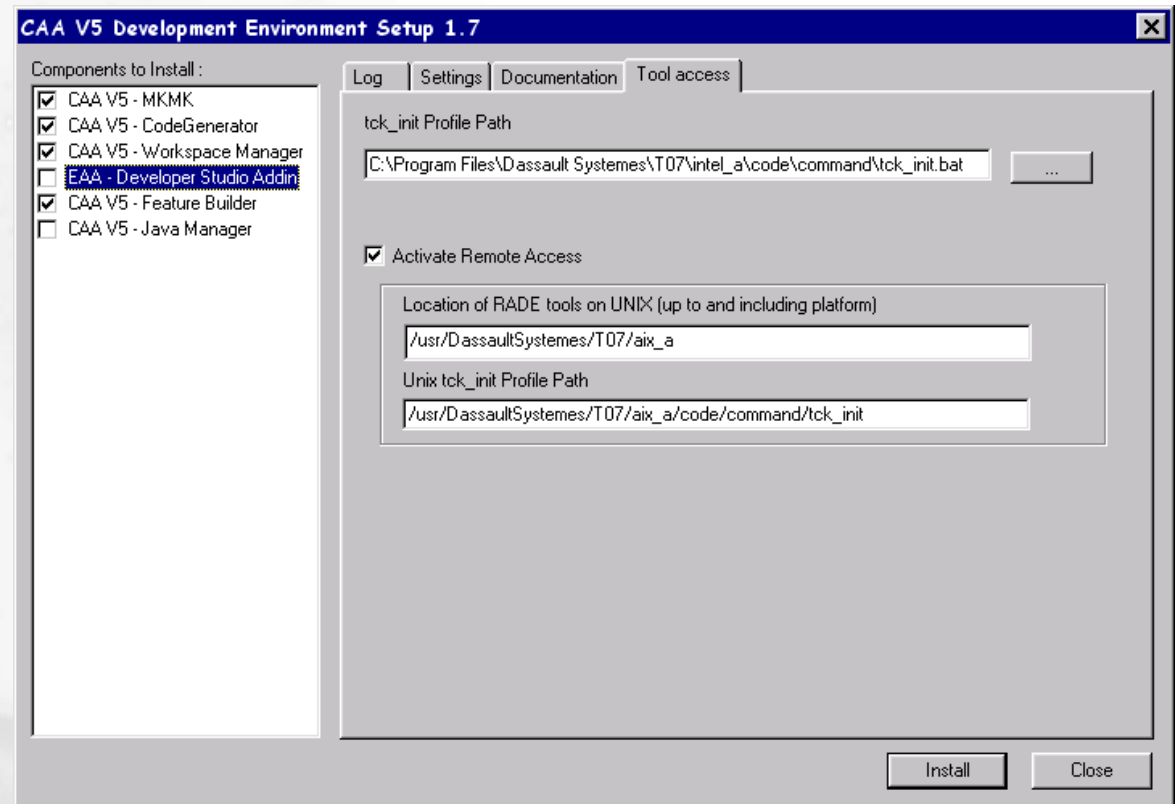 CAA V5 Development Environment Setup 1.7
Components to Install :
CAA V5 - MKMK
CAA V5 - CodeGenerator
CAA V5 - Workspace Manager
EAA - Developer Studio Addin
CAA V5 - Feature Builder
CAA V5 - Java Manager
Log
Settings
Documentation
Tool access
tck_init Profile Path
C:\Program Files\Dassault Systemes\T07\intel_a\code\command\tck_init.bat
...
Activate Remote Access
Location of RADE tools on UNIX (up to and including platform)
/usr/DassaultSystemes/T07/aix_a
Unix tck_init Profile Path
/usr/DassaultSystemes/T07/aix_a/code/command/tck_init
Install
Close